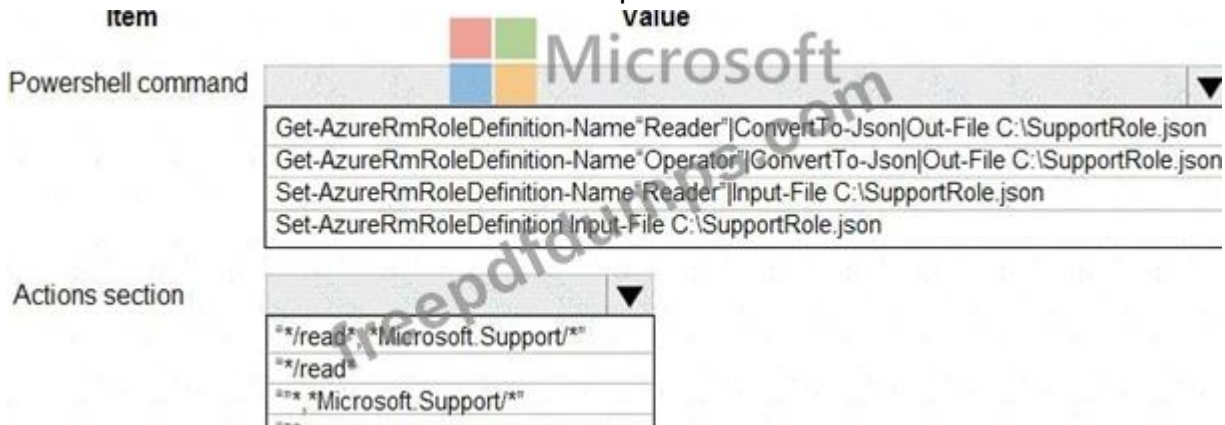 Item Value
Microsoft
Powershell command
Get-AzureRmRoleDefinition-Name"Reader"|ConvertTo-Json|Out-File C:\SupportRole.json
Get-AzureRmRoleDefinition-Name"Operator"|ConvertTo-Json|Out-File C:\SupportRole.json
Set-AzureRmRoleDefinition-Name"Reader"|Input-File C:\SupportRole.json
Set-AzureRmRoleDefinition Input-File C:\SupportRole.json
Actions section
"*/read*,*Microsoft.Support/*"
"*/read*
"**,*Microsoft.Support/*"
freepdfdumps.com